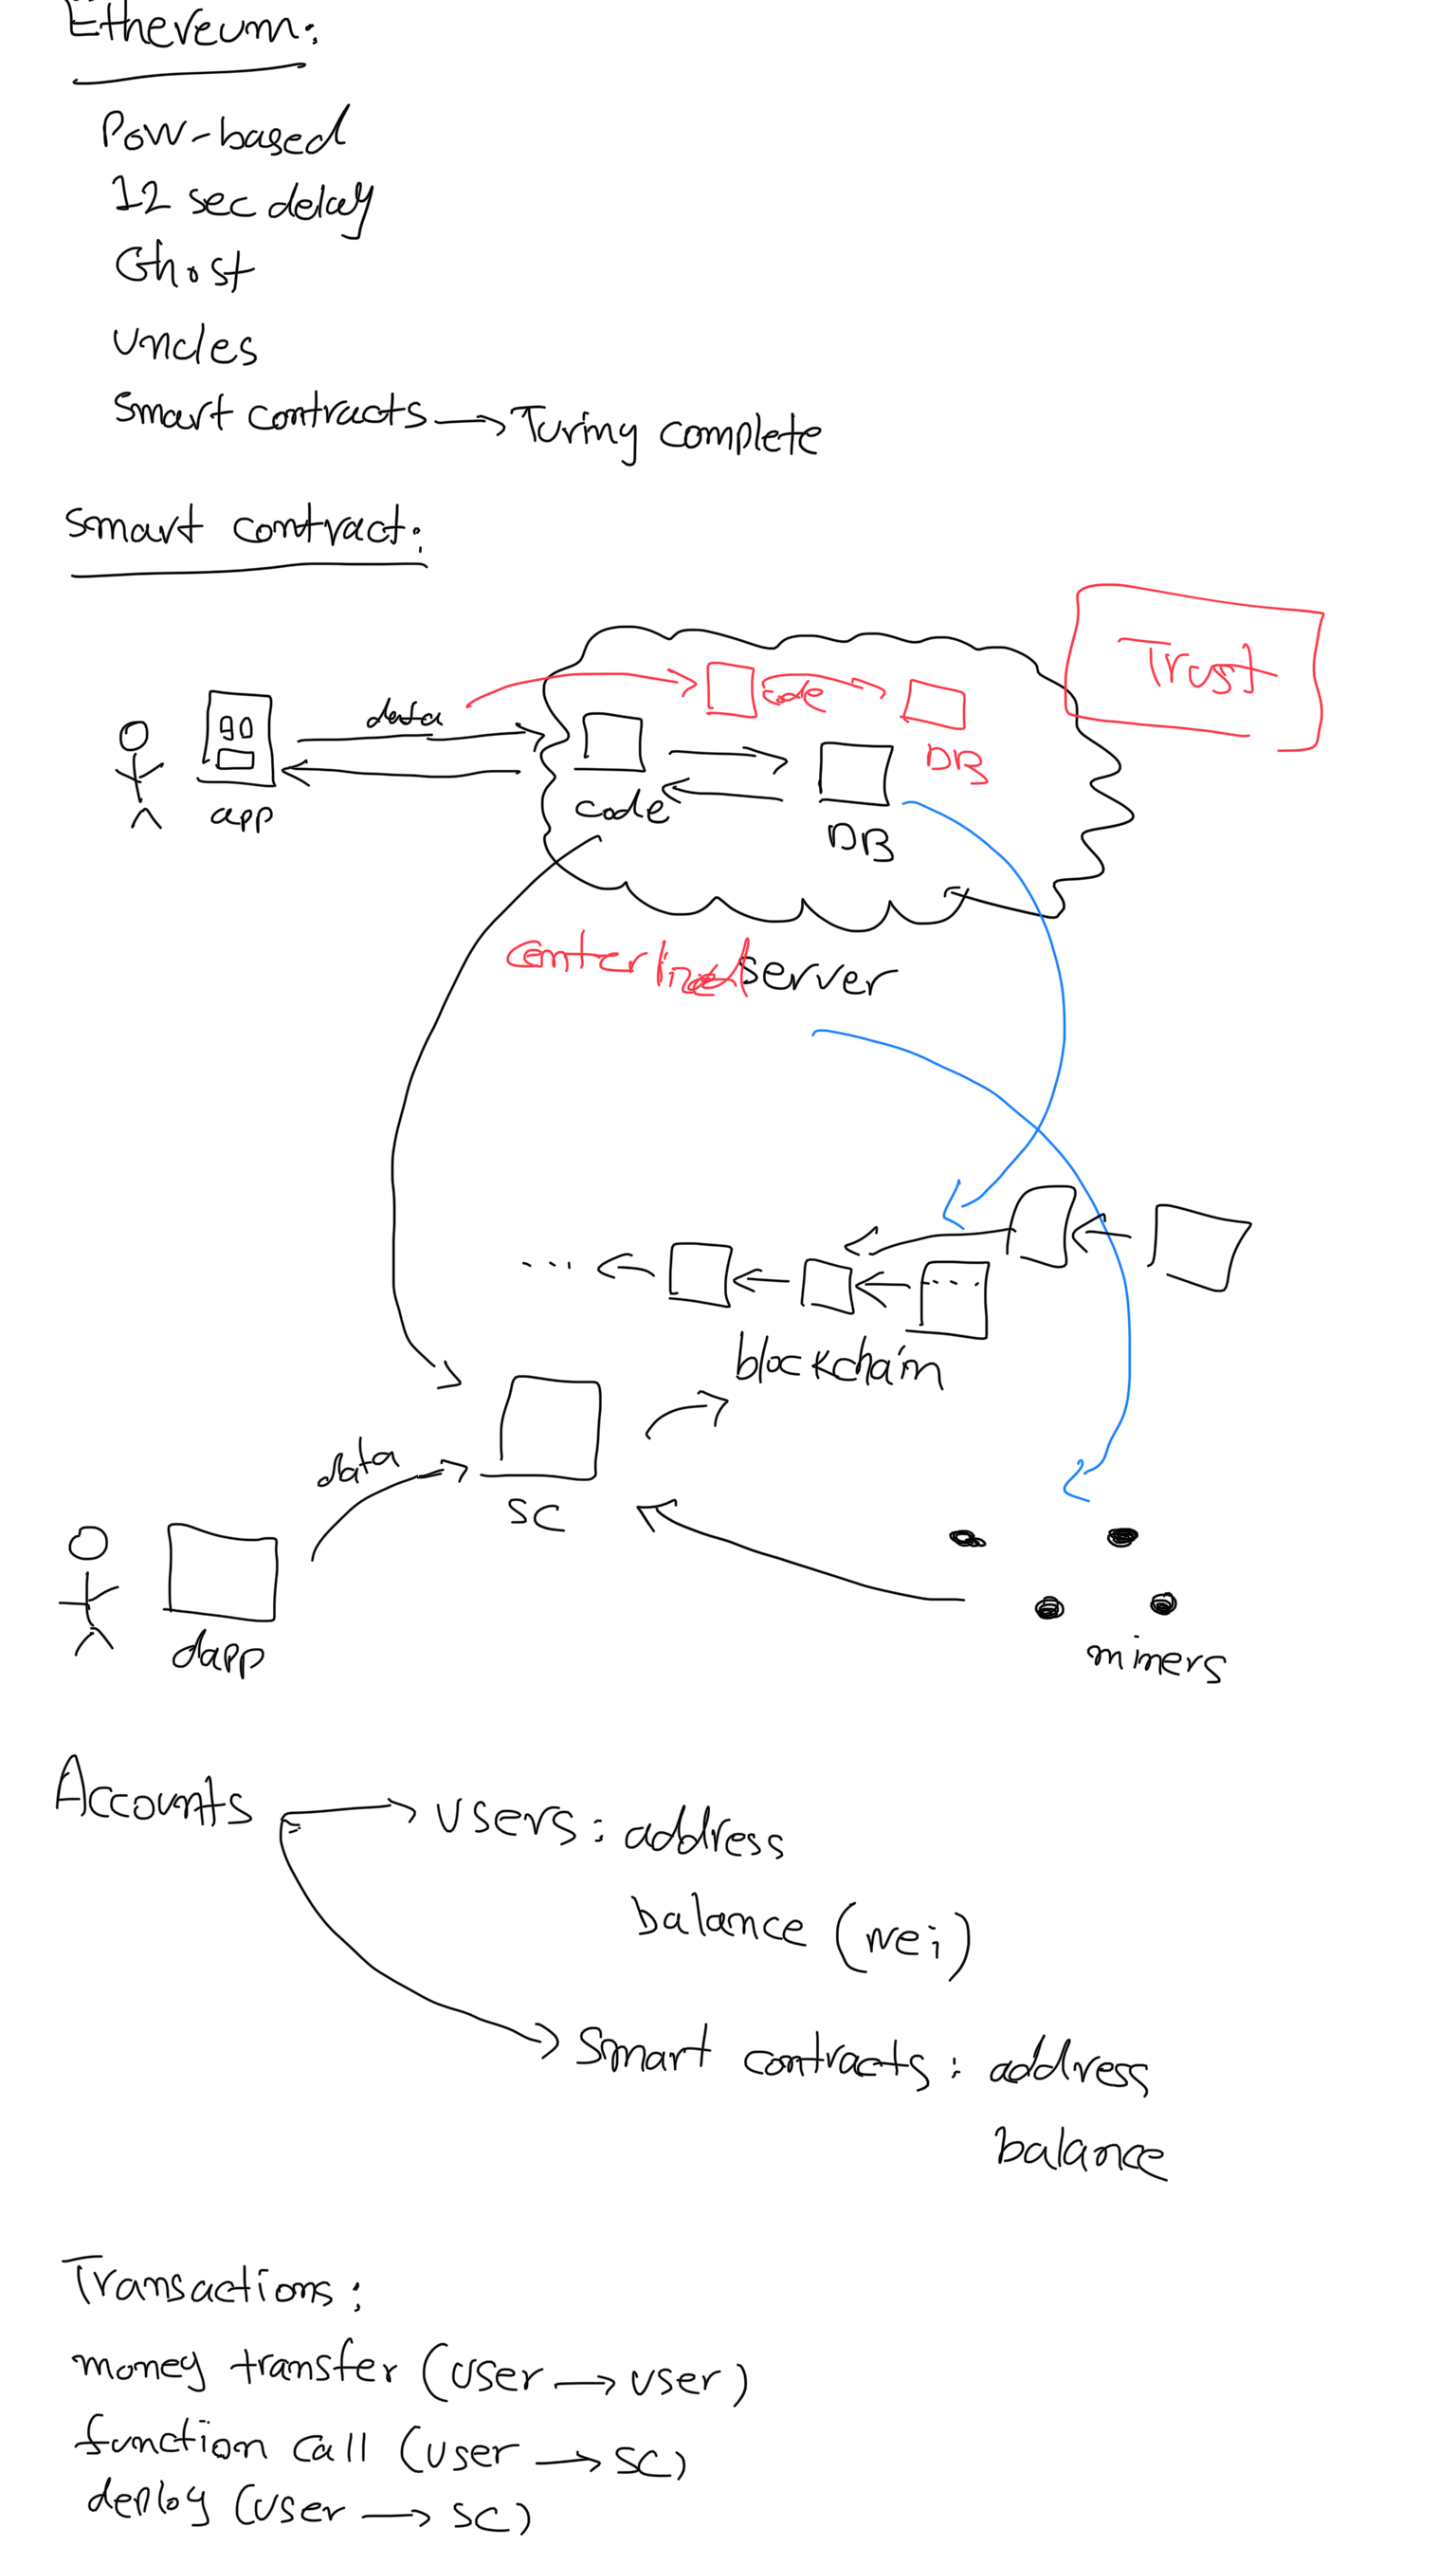 Ethereum:
Pow-based
12 sec delay
Ghost
Uncles
Smart contracts → Turing complete
Smart contract:
Trust
code
DB
data
app
code
DB
centerlized server
blockchain
data
SC
dapp
miners
Accounts → users: address
balance (wei)
→ Smart contracts: address
balance
Transactions:
money transfer (user → user)
function call (user → SC)
deploy (user → SC)